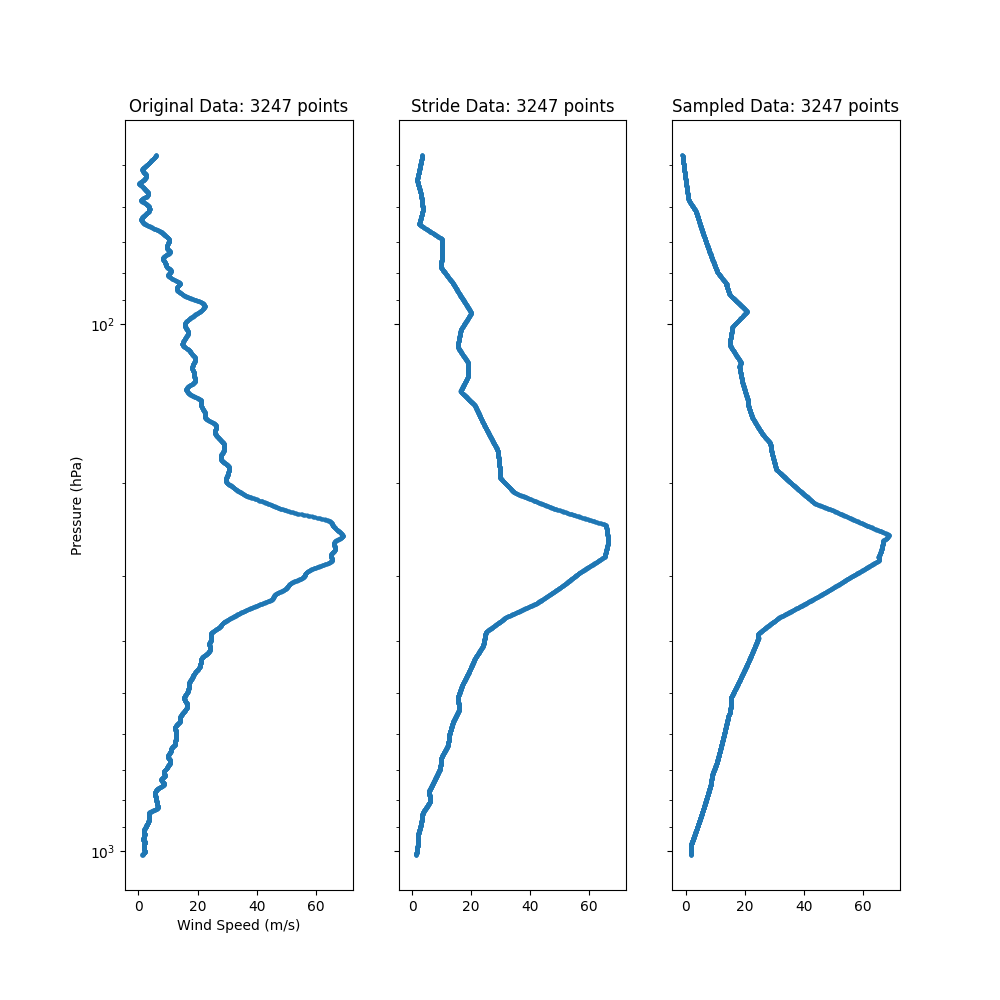 Original Data: 3247 points
Stride Data: 3247 points
Sampled Data: 3247 points
Pressure (hPa)
10²
10³
0 20 40 60
0 20 40 60
0 20 40 60
Wind Speed (m/s)